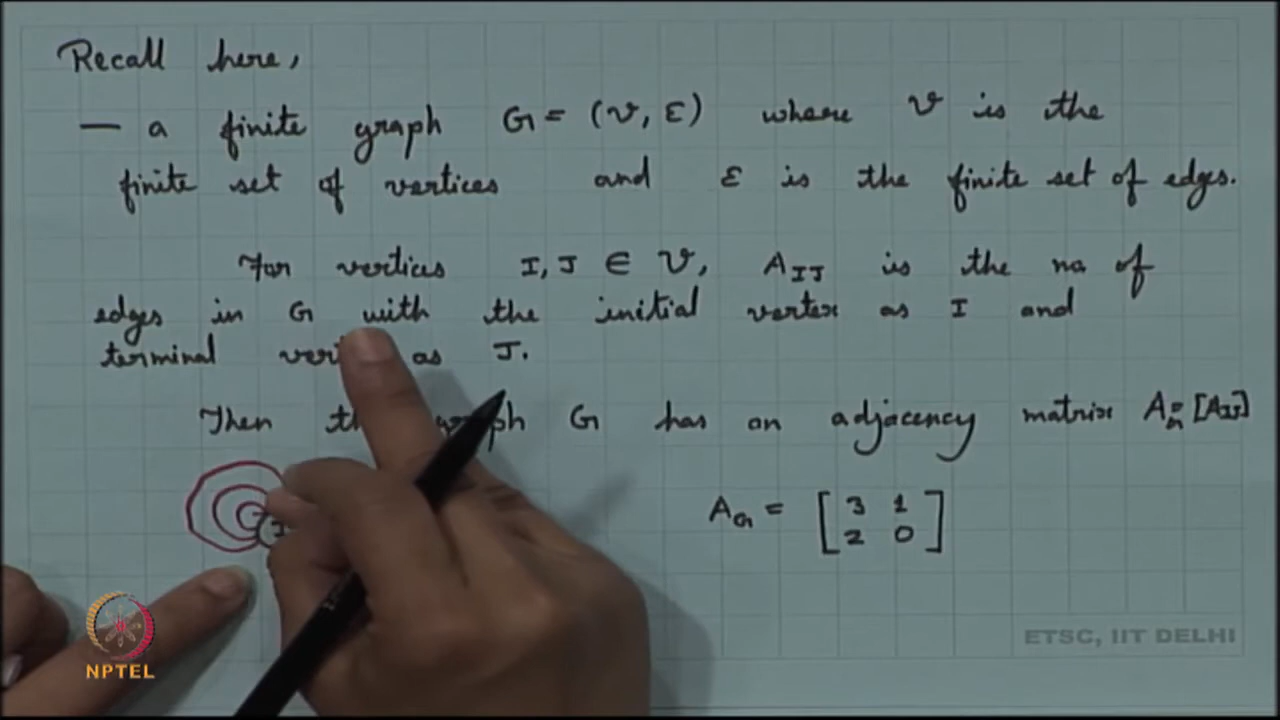 Recall here,
— a finite graph G = (V, E) where V is the
finite set of vertices and E is the finite set of edges.
For vertices I, J ∈ V, A_IJ is the no of
edges in G with the initial vertex as I and
terminal as J.
Then G has an adjacency matrix A_G = [A_IJ]
A_G = [3 1
2 0]
ETSC, IIT DELHI
NPTEL